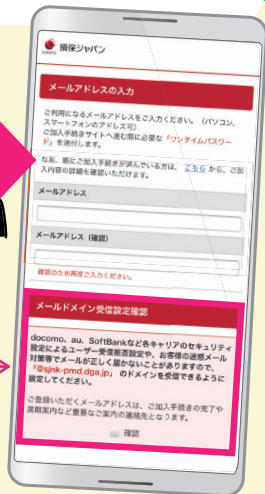 SOMPO
損保ジャパン
メールアドレスの入力
ご利用になるメールアドレスをご入力ください。（パソコン、
スマートフォンのアドレス可）
ご加入手続きサイトへ進む際に必要な「ワンタイムパスワー
ド」を送付します。
なお、既にご加入手続きが済んでいる方は、こちら から、ご加
入内容の詳細を確認いただけます。
メールアドレス
メールアドレス（確認）
確認のため再度ご入力ください。
メールドメイン受信設定確認
docomo、au、SoftBankなど各キャリアのセキュリティ
設定によるユーザー受信拒否設定や、お客様の迷惑メール
対策等でメールが正しく届かないことがありますので、
「@sjnk-pmd.dga.jp」 のドメインを受信できるように
設定してください。
ご登録いただくメールアドレスは、ご加入手続きの完了や
満期案内など重要なご案内の連絡先となります。
確認